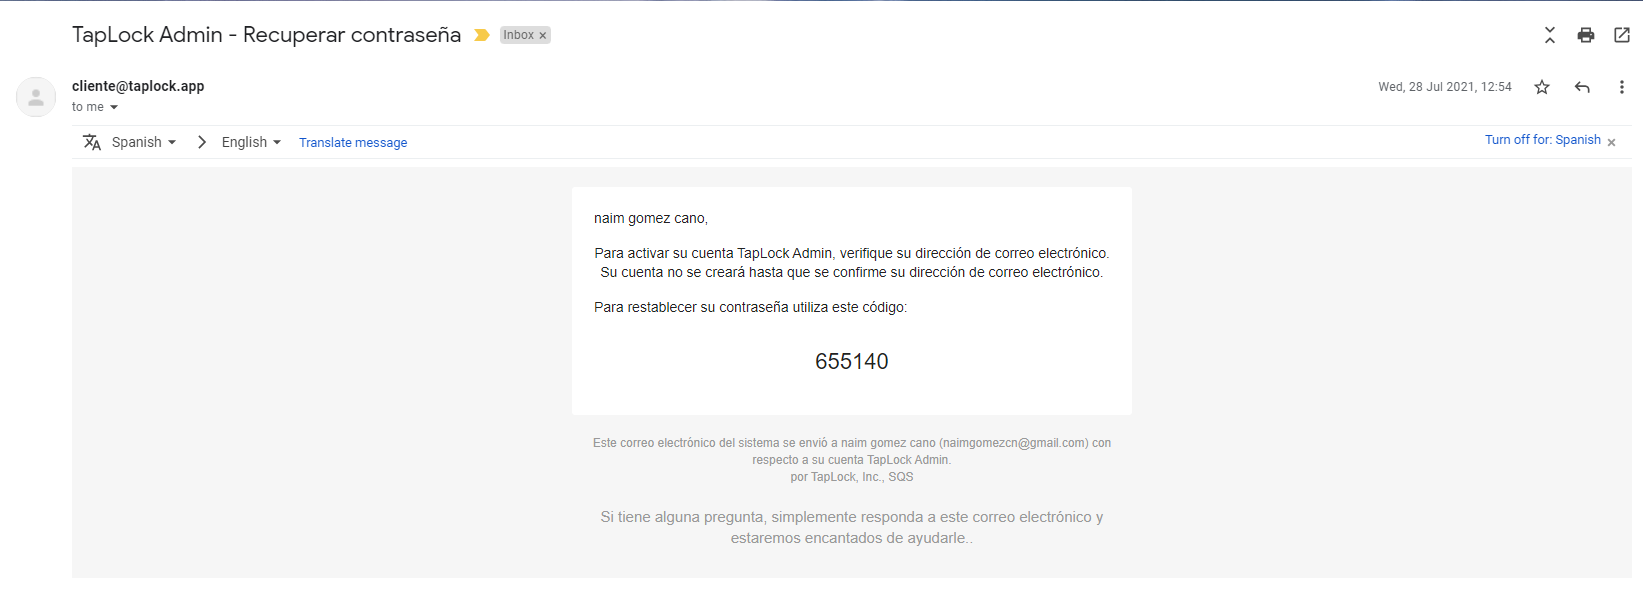 TapLock Admin - Recuperar contraseña Inbox ×
cliente@taplock.app Wed, 28 Jul 2021, 12:54
to me
Spanish English Translate message Turn off for: Spanish ×
naim gomez cano,
Para activar su cuenta TapLock Admin, verifique su dirección de correo electrónico.
Su cuenta no se creará hasta que se confirme su dirección de correo electrónico.
Para restablecer su contraseña utiliza este código:
655140
Este correo electrónico del sistema se envió a naim gomez cano (naimgomezcn@gmail.com) con
respecto a su cuenta TapLock Admin.
por TapLock, Inc., SQS
Si tiene alguna pregunta, simplemente responda a este correo electrónico y
estaremos encantados de ayudarle..